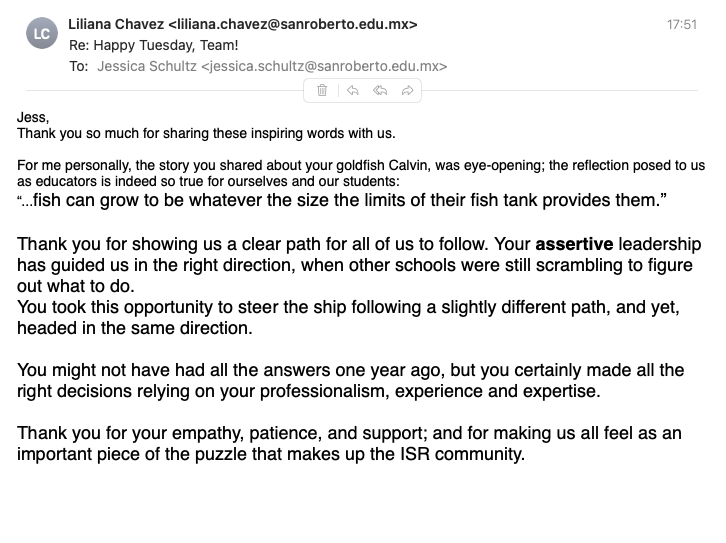 LC
Liliana Chavez <liliana.chavez@sanroberto.edu.mx>
17:51
Re: Happy Tuesday, Team!
To: Jessica Schultz <jessica.schultz@sanroberto.edu.mx>
Jess,
Thank you so much for sharing these inspiring words with us.
For me personally, the story you shared about your goldfish Calvin, was eye-opening; the reflection posed to us
as educators is indeed so true for ourselves and our students:
“...fish can grow to be whatever the size the limits of their fish tank provides them.”
Thank you for showing us a clear path for all of us to follow. Your assertive leadership
has guided us in the right direction, when other schools were still scrambling to figure
out what to do.
You took this opportunity to steer the ship following a slightly different path, and yet,
headed in the same direction.
You might not have had all the answers one year ago, but you certainly made all the
right decisions relying on your professionalism, experience and expertise.
Thank you for your empathy, patience, and support; and for making us all feel as an
important piece of the puzzle that makes up the ISR community.